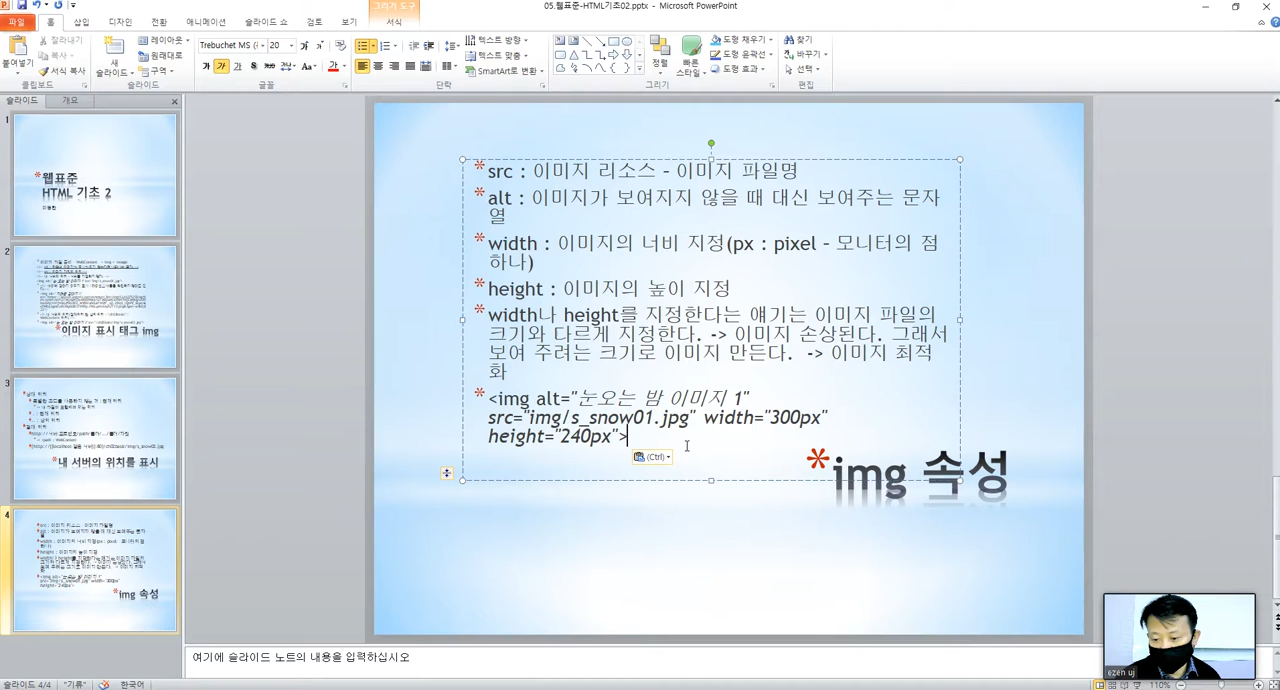 05.웹표준-HTML기초02.pptx - Microsoft PowerPoint
그리기 도구
파일 홈 삽입 디자인 전환 애니메이션 슬라이드 쇼 검토 보기 서식
붙여넣기 잘라내기 복사 서식 복사 클립보드
새 슬라이드 레이아웃 원래대로 구역 슬라이드
Trebuchet MS ( 20 글꼴
텍스트 방향 텍스트 맞춤 SmartArt로 변환 단락
정렬 빠른 스타일 도형 채우기 도형 윤곽선 도형 효과 그리기
찾기 바꾸기 선택 편집
슬라이드 개요
1
*웹표준
HTML 기초 2
2
*이미지 표시 태그 img
3
*내 서버의 위치를 표시
4
*img 속성
*src : 이미지 리소스 – 이미지 파일명
*alt : 이미지가 보여지지 않을 때 대신 보여주는 문자
열
*width : 이미지의 너비 지정(px : pixel – 모니터의 점
하나)
*height : 이미지의 높이 지정
*width나 height를 지정한다는 얘기는 이미지 파일의
크기와 다르게 지정한다. -> 이미지 손상된다. 그래서
보여 주려는 크기로 이미지 만든다. -> 이미지 최적
화
*<img alt="눈오는 밤 이미지 1"
src="img/s_snow01.jpg" width="300px"
height="240px">
(Ctrl)
*img 속성
여기에 슬라이드 노트의 내용을 입력하십시오
ezen uj
슬라이드 4/4 "기류" 한국어 110%